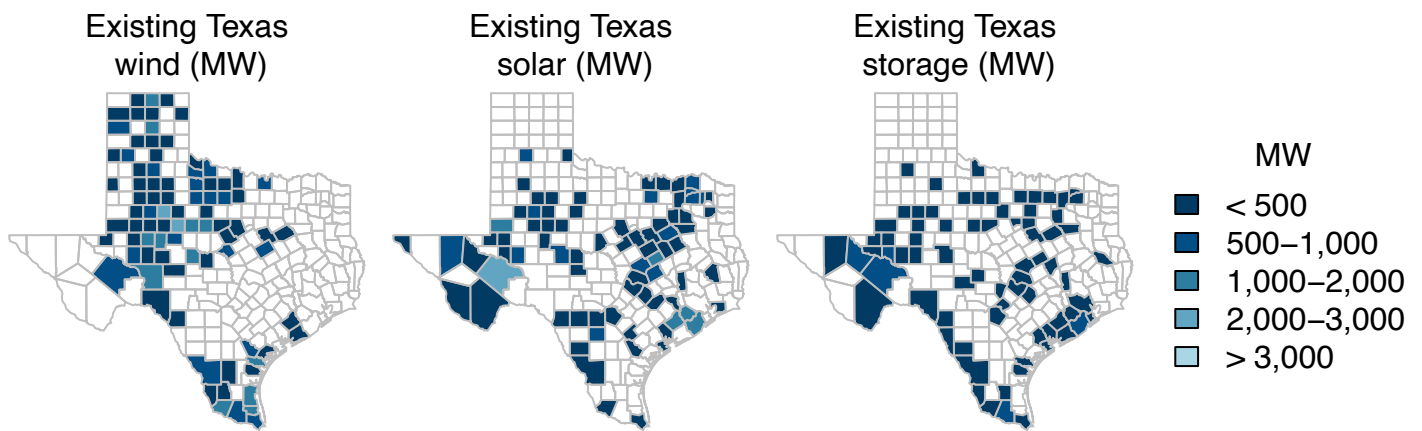 Existing Texas
wind (MW)
Existing Texas
solar (MW)
Existing Texas
storage (MW)
MW
< 500
500−1,000
1,000−2,000
2,000−3,000
> 3,000